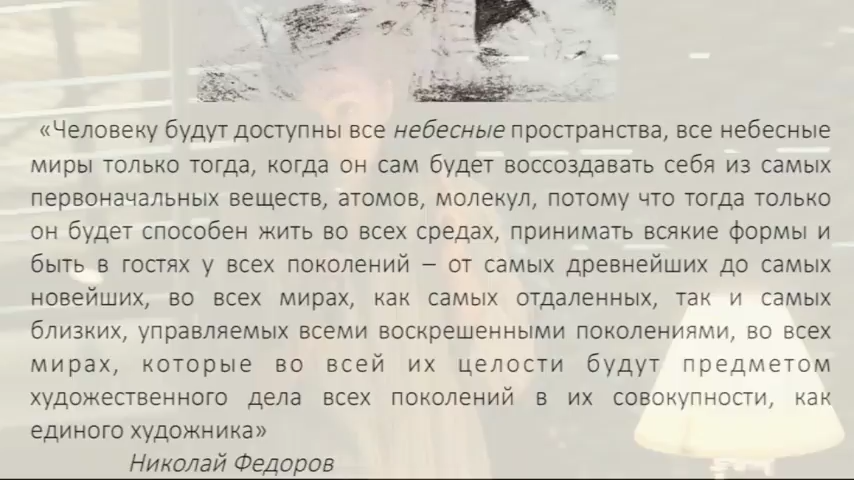 «Человеку будут доступны все небесные пространства, все небесные
миры только тогда, когда он сам будет воссоздавать себя из самых
первоначальных веществ, атомов, молекул, потому что тогда только
он будет способен жить во всех средах, принимать всякие формы и
быть в гостях у всех поколений – от самых древнейших до самых
новейших, во всех мирах, как самых отдаленных, так и самых
близких, управляемых всеми воскрешенными поколениями, во всех
мирах, которые во всей их целости будут предметом
художественного дела всех поколений в их совокупности, как
единого художника»
Николай Федоров